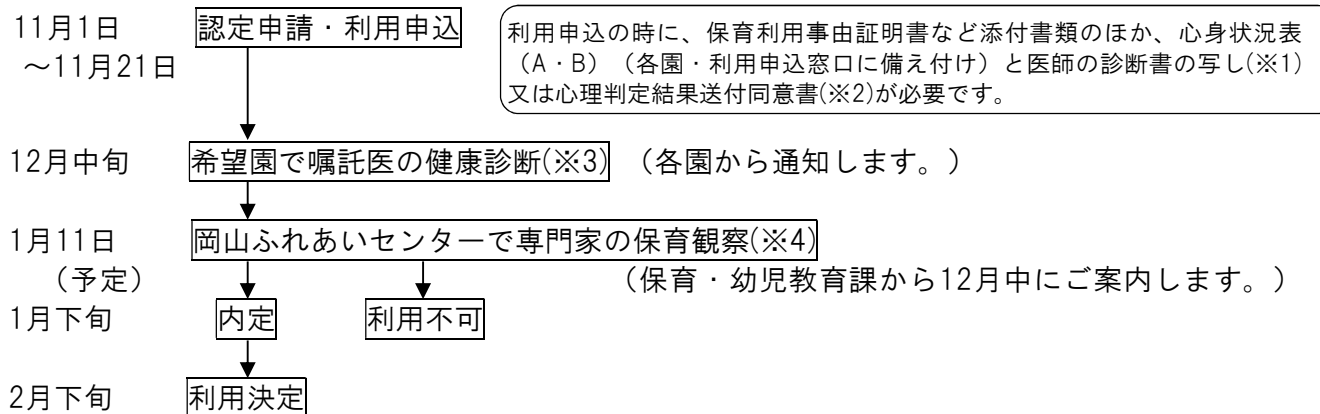 11月1日 認定申請・利用申込
～11月21日
利用申込の時に、保育利用事由証明書など添付書類のほか、心身状況表
（A・B）（各園・利用申込窓口に備え付け）と医師の診断書の写し(※1)
又は心理判定結果送付同意書(※2)が必要です。
12月中旬 希望園で嘱託医の健康診断(※3) （各園から通知します。）
1月11日 岡山ふれあいセンターで専門家の保育観察(※4)
（予定） （保育・幼児教育課から12月中にご案内します。）
1月下旬 内定 利用不可
2月下旬 利用決定